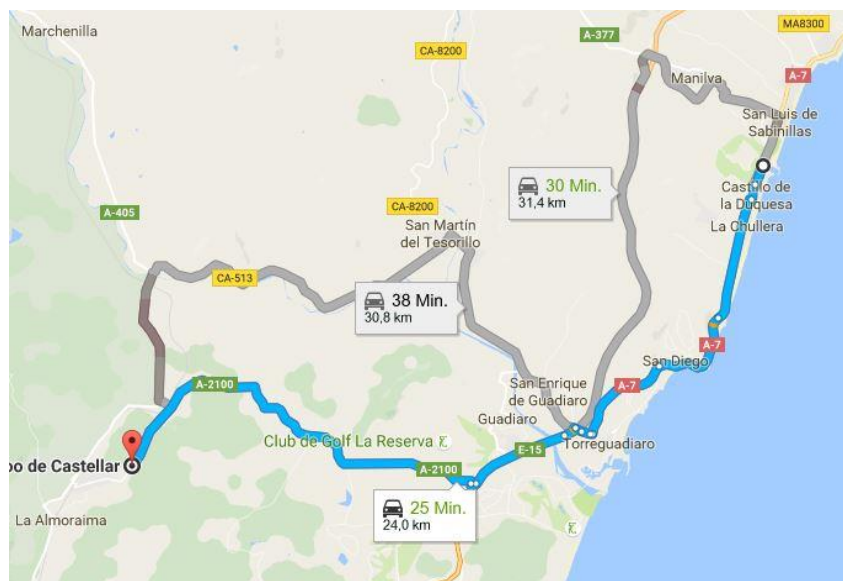 Marchenilla
CA-8200
A-377
MA8300
A-7
Manilva
San Luis de
Sabinillas
30 Min.
31,4 km
Castillo de
la Duquesa
La Chullera
A-405
CA-8200
San Martín
del Tesorillo
CA-513
38 Min.
30,8 km
A-7
San Diego
A-7
A-2100
San Enrique
de Guadiaro
Guadiaro
Torreguadiaro
Club de Golf La Reserva
E-15
A-2100
po de Castellar
25 Min.
24,0 km
La Almoraima